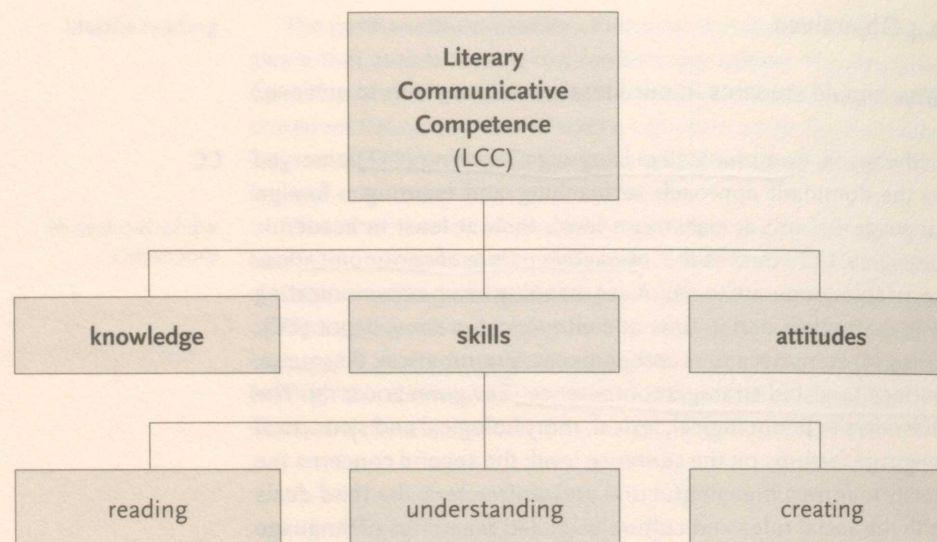 Literary
Communicative
Competence
(LCC)
knowledge
skills
attitudes
reading
understanding
creating